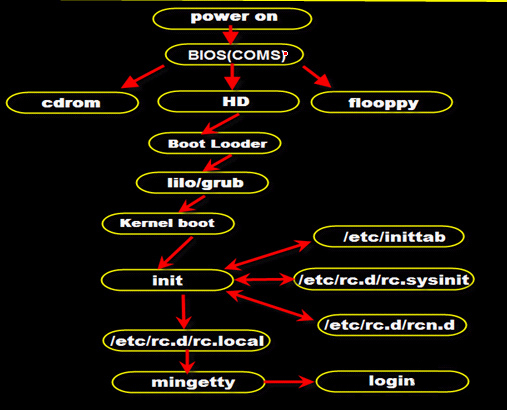 power on
BIOS(COMS)
cdrom
HD
flooppy
Boot Looder
lilo/grub
Kernel boot
/etc/inittab
init
/etc/rc.d/rc.sysinit
/etc/rc.d/rcn.d
/etc/rc.d/rc.local
mingetty
login